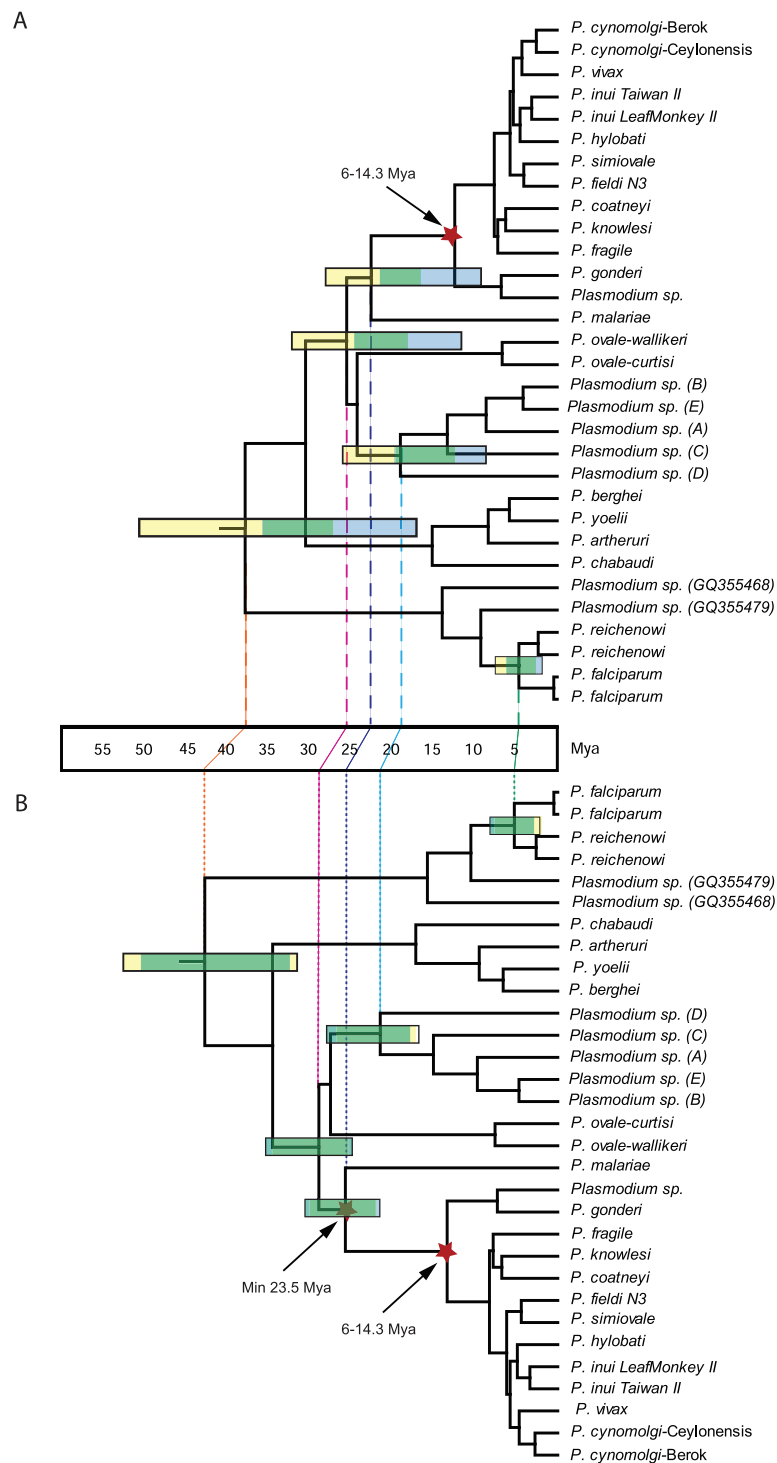 A
P. cynomolgi-Berok
P. cynomolgi-Ceylonensis
P. vivax
P. inui Taiwan II
P. inui LeafMonkey II
P. hylobati
6-14.3 Mya
P. simiovale
P. fieldi N3
P. coatneyi
P. knowlesi
P. fragile
P. gonderi
Plasmodium sp.
P. malariae
P. ovale-wallikeri
P. ovale-curtisi
Plasmodium sp. (B)
Plasmodium sp. (E)
Plasmodium sp. (A)
Plasmodium sp. (C)
Plasmodium sp. (D)
P. berghei
P. yoelii
P. artheruri
P. chabaudi
Plasmodium sp. (GQ355468)
Plasmodium sp. (GQ355479)
P. reichenowi
P. reichenowi
P. falciparum
P. falciparum
55 50 45 40 35 30 25 20 15 10 5 Mya
B
P. falciparum
P. falciparum
P. reichenowi
P. reichenowi
Plasmodium sp. (GQ355479)
Plasmodium sp. (GQ355468)
P. chabaudi
P. artheruri
P. yoelii
P. berghei
Plasmodium sp. (D)
Plasmodium sp. (C)
Plasmodium sp. (A)
Plasmodium sp. (E)
Plasmodium sp. (B)
P. ovale-curtisi
P. ovale-wallikeri
P. malariae
Plasmodium sp.
P. gonderi
P. fragile
P. knowlesi
P. coatneyi
Min 23.5 Mya
P. fieldi N3
P. simiovale
6-14.3 Mya
P. hylobati
P. inui LeafMonkey II
P. inui Taiwan II
P. vivax
P. cynomolgi-Ceylonensis
P. cynomolgi-Berok